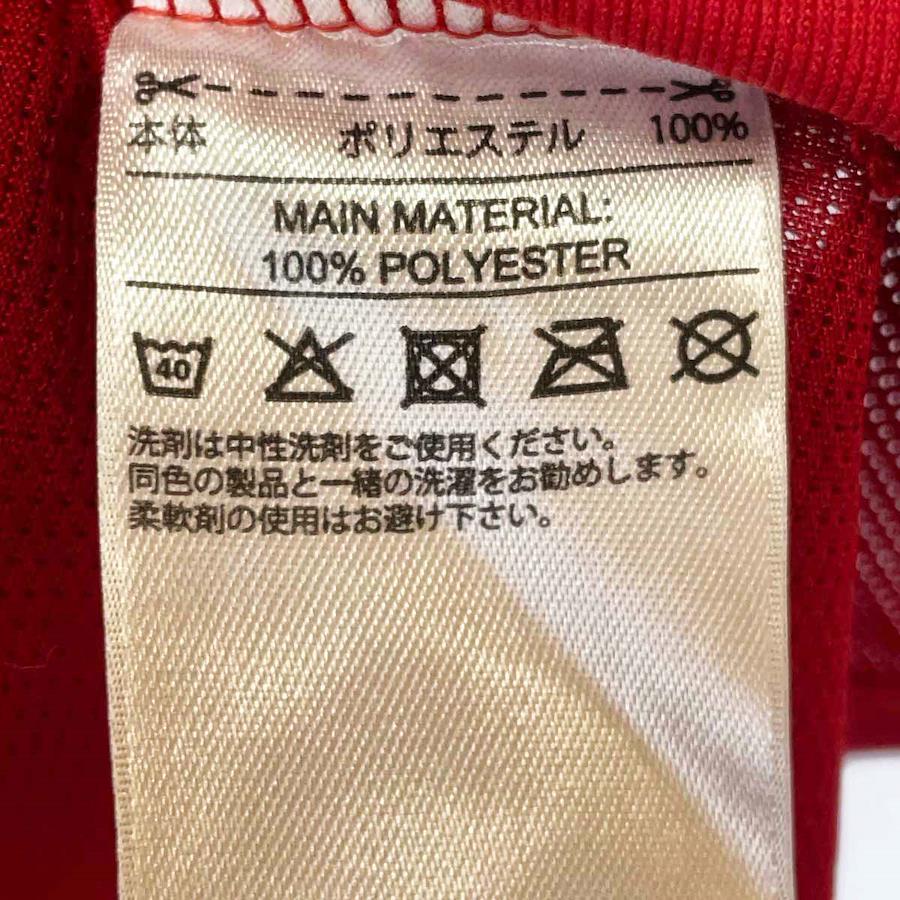 本体 ポリエステル 100%
MAIN MATERIAL:
100% POLYESTER
40
洗剤は中性洗剤をご使用ください。
同色の製品と一緒の洗濯をお勧めします。
柔軟剤の使用はお避け下さい。